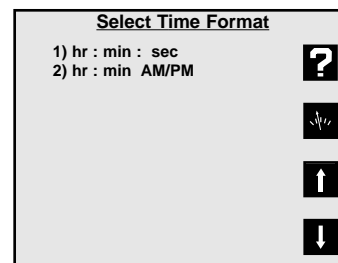 Select Time Format
1) hr : min : sec
2) hr : min AM/PM
?